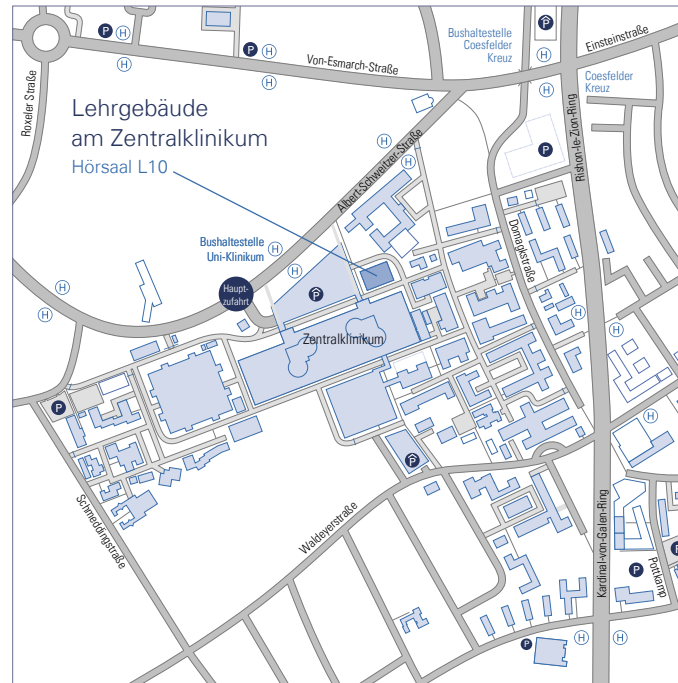 P
H
H
P
H
P
Bushaltestelle
Coesfelder
Kreuz
H
Einsteinstraße
Von-Esmarch-Straße
H
H
Coesfelder
Kreuz
Roxeler Straße
Lehrgebäude
am Zentralklinikum
Hörsaal L10
Rishon-le-Zion-Ring
P
H
H
Albert-Schweitzer-Straße
Bushaltestelle
Uni-Klinikum
H
H
Domagkstraße
H
H
Haupt-
zufahrt
P
H
H
Zentralklinikum
P
H
P
Schmeddingstraße
Waldeyerstraße
Kardinal-von-Galen-Ring
P
P
Pottkamp
P
H
H